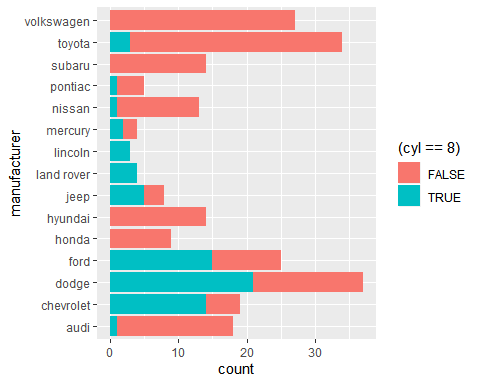 volkswagen
toyota
subaru
pontiac
nissan
mercury
lincoln
land rover
jeep
hyundai
honda
ford
dodge
chevrolet
audi
manufacturer
0 10 20 30
count
(cyl == 8)
FALSE
TRUE